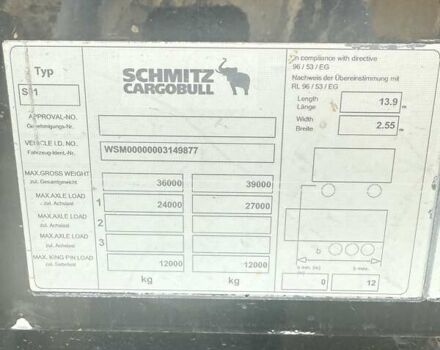 Typ
SCHMITZ
CARGOBULL
In compliance with directive
96 / 53 / EG
Nachweis der Übereinstimmung mit
RL 96 / 53 / EG
Length
Länge
13.9
m
Width
Breite
2.55
m
APPROVAL-NO.
Genehmigungs-Nr.
VEHICLE I.D. NO.
Fahrzeug-Ident.-Nr.
WSM00000003149877
MAX.GROSS WEIGHT
zul. Gesamtgewicht
36000
39000
MAX.AXLE LOAD
zul. Achslast
1
24000
27000
MAX.AXLE LOAD
zul. Achslast
2
MAX.AXLE LOAD
zul. Achslast
3
MAX. KING PIN LOAD
zul. Sattellast
12000
12000
kg
kg
b
0
12